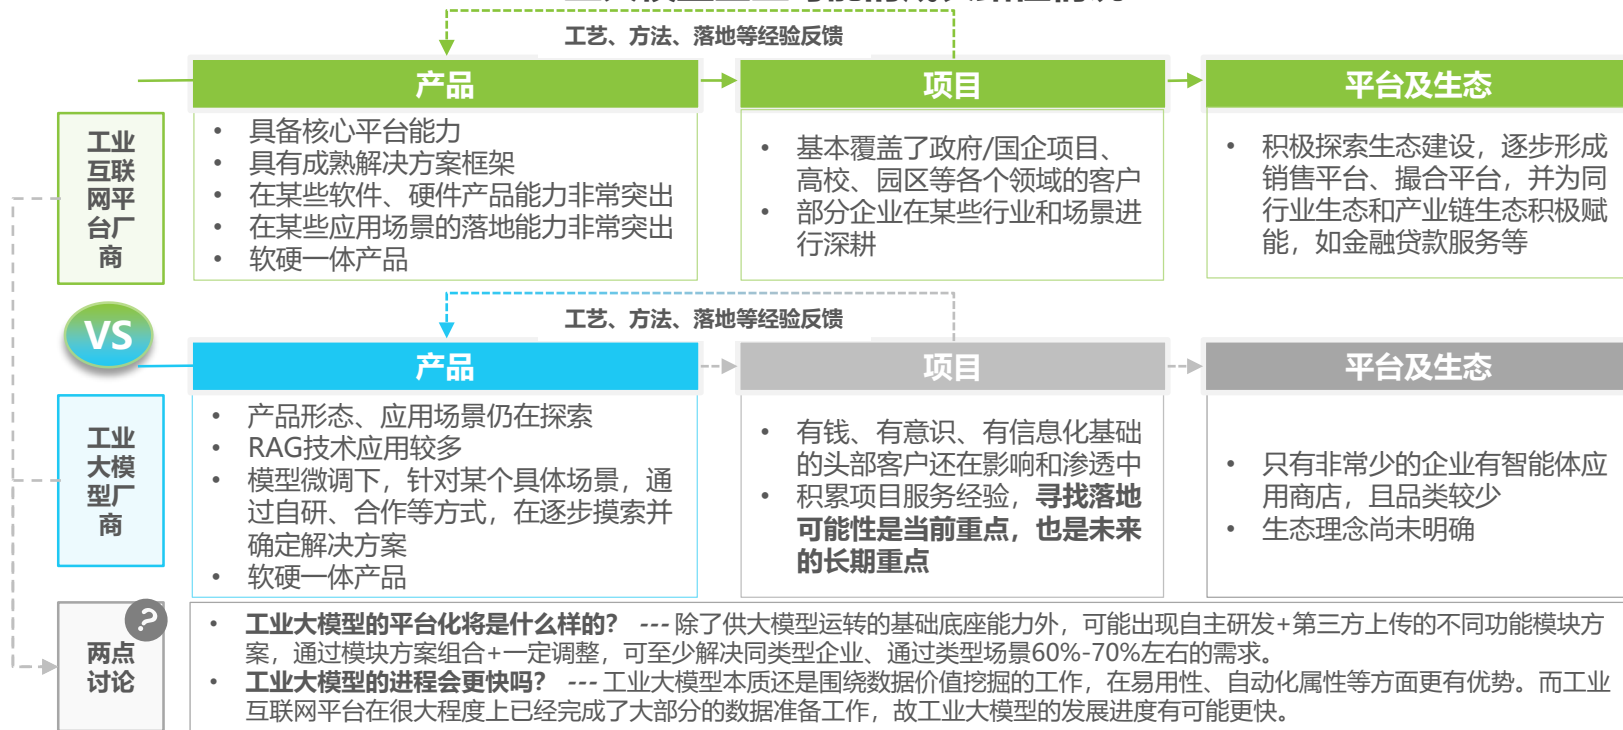 工艺、方法、落地等经验反馈
产品
项目
平台及生态
工业
互联
网平
台厂
商
• 具备核心平台能力
• 具有成熟解决方案框架
• 在某些软件、硬件产品能力非常突出
• 在某些应用场景的落地能力非常突出
• 软硬一体产品
• 基本覆盖了政府/国企项目、
高校、园区等各个领域的客户
• 部分企业在某些行业和场景进
行深耕
• 积极探索生态建设，逐步形成
销售平台、撮合平台，并为同
行业生态和产业链生态积极赋
能，如金融贷款服务等
VS
工艺、方法、落地等经验反馈
产品
项目
平台及生态
工业
大模
型厂
商
• 产品形态、应用场景仍在探索
• RAG技术应用较多
• 模型微调下，针对某个具体场景，通
过自研、合作等方式，在逐步摸索并
确定解决方案
• 软硬一体产品
• 有钱、有意识、有信息化基础
的头部客户还在影响和渗透中
• 积累项目服务经验，寻找落地
可能性是当前重点，也是未来
的长期重点
• 只有非常少的企业有智能体应
用商店，且品类较少
• 生态理念尚未明确
?
两点
讨论
• 工业大模型的平台化将是什么样的？ --- 除了供大模型运转的基础底座能力外，可能出现自主研发+第三方上传的不同功能模块方
案，通过模块方案组合+一定调整，可至少解决同类型企业、通过类型场景60%-70%左右的需求。
• 工业大模型的进程会更快吗？ --- 工业大模型本质还是围绕数据价值挖掘的工作，在易用性、自动化属性等方面更有优势。而工业
互联网平台在很大程度上已经完成了大部分的数据准备工作，故工业大模型的发展进度有可能更快。